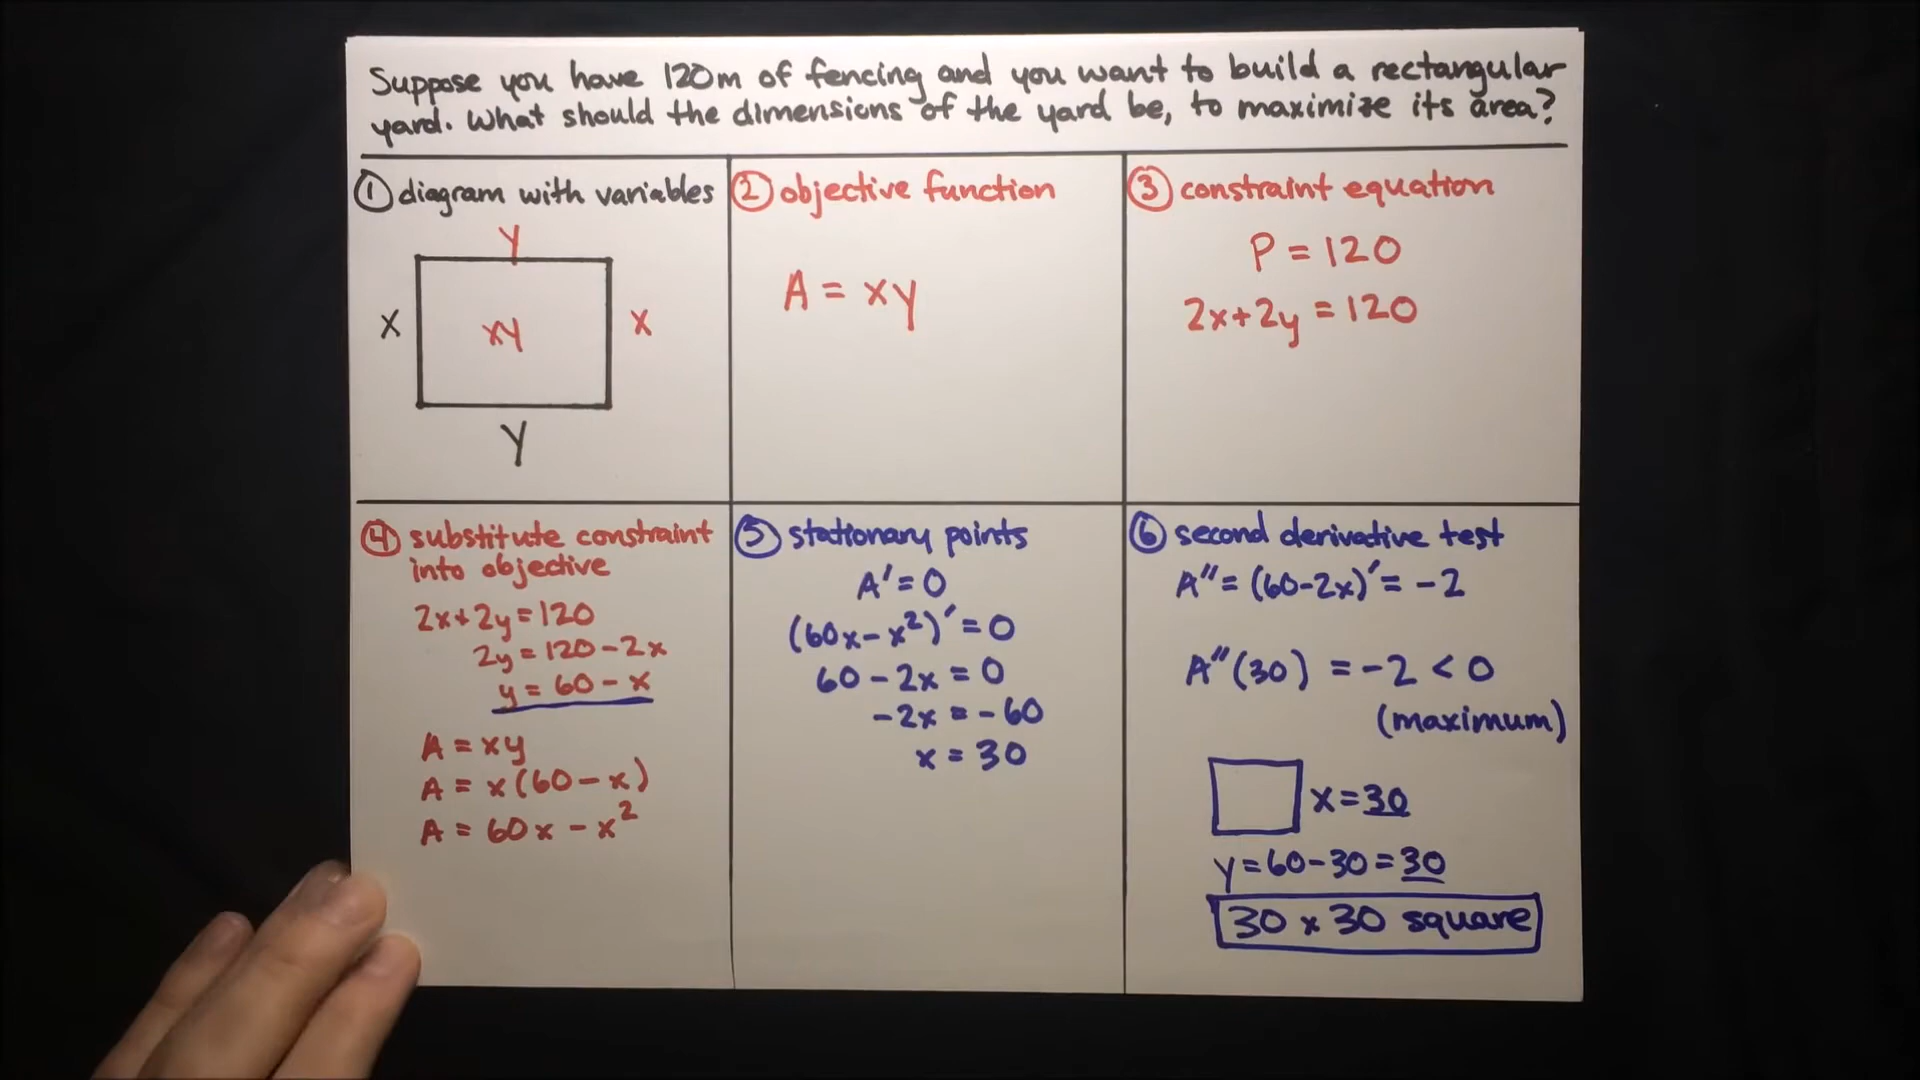 Suppose you have 120m of fencing and you want to build a rectangular
yard. What should the dimensions of the yard be, to maximize its area?
① diagram with variables
y
x
xy
x
y
② objective function
A = xy
③ constraint equation
P = 120
2x+2y = 120
④ substitute constraint
into objective
2x+2y = 120
2y = 120 - 2x
y = 60 - x
A = xy
A = x(60 - x)
A = 60x - x²
⑤ stationary points
A' = 0
(60x - x²)' = 0
60 - 2x = 0
-2x = -60
x = 30
⑥ second derivative test
A'' = (60-2x)' = -2
A''(30) = -2 < 0
(maximum)
x = 30
y = 60 - 30 = 30
30 x 30 square